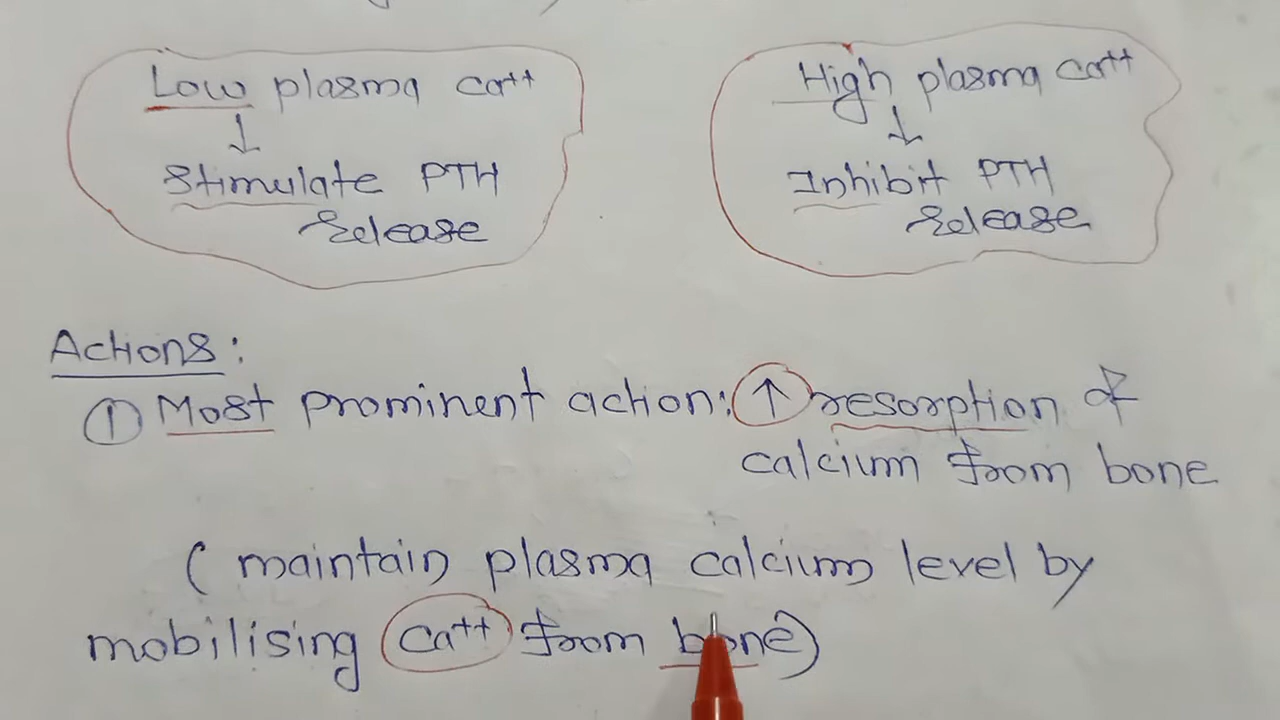 Low plasma Ca++
↓
Stimulate PTH
release
High plasma Ca++
↓
Inhibit PTH
release
Actions:
① Most prominent action: ↑ resorption of
calcium from bone
( maintain plasma calcium level by
mobilising Ca++ from bone)